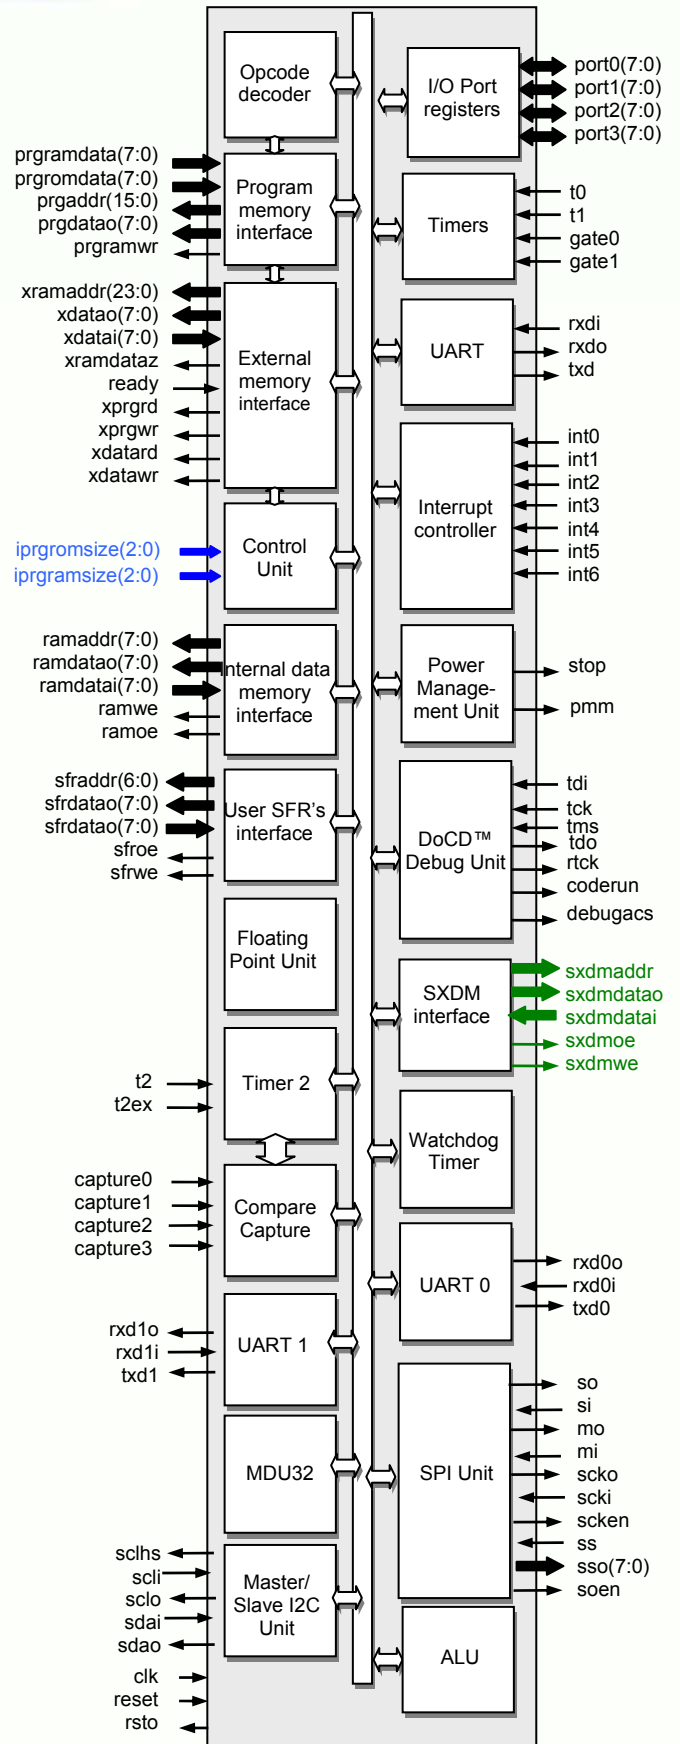 Opcode
decoder
prgramdata(7:0)
prgromdata(7:0)
prgaddr(15:0)
prgdatao(7:0)
prgramwr
Program
memory
interface
xramaddr(23:0)
xdatao(7:0)
xdatai(7:0)
xramdataz
ready
xprgrd
xprgwr
xdatard
xdatawr
External
memory
interface
iprgromsize(2:0)
iprgramsize(2:0)
Control
Unit
ramaddr(7:0)
ramdatao(7:0)
ramdatai(7:0)
ramwe
ramoe
Internal data
memory
interface
sfraddr(6:0)
sfrdatao(7:0)
sfrdatao(7:0)
sfroe
sfrwe
User SFR's
interface
Floating
Point Unit
t2
t2ex
Timer 2
capture0
capture1
capture2
capture3
Compare
Capture
rxd1o
rxd1i
txd1
UART 1
MDU32
sclhs
scli
sclo
sdai
sdao
Master/
Slave I2C
Unit
clk
reset
rsto
I/O Port
registers
port0(7:0)
port1(7:0)
port2(7:0)
port3(7:0)
Timers
t0
t1
gate0
gate1
UART
rxdi
rxdo
txd
Interrupt
controller
int0
int1
int2
int3
int4
int5
int6
Power
Manage-
ment Unit
stop
pmm
DoCD™
Debug Unit
tdi
tck
tms
tdo
rtck
coderun
debugacs
SXDM
interface
sxdmaddr
sxdmdatao
sxdmdatai
sxdmoe
sxdmwe
Watchdog
Timer
UART 0
rxd0o
rxd0i
txd0
SPI Unit
so
si
mo
mi
scko
scki
scken
ss
sso(7:0)
soen
ALU